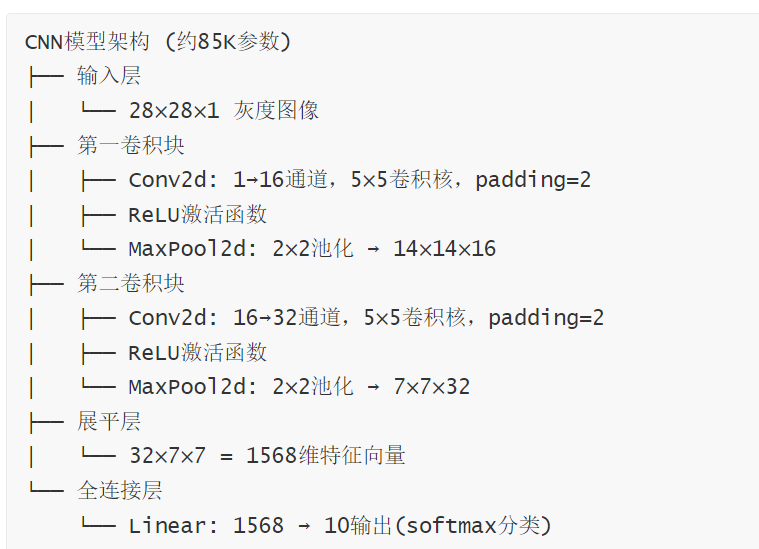 CNN模型架构 (约85K参数)
├── 输入层
│   └── 28×28×1 灰度图像
├── 第一卷积块
│   ├── Conv2d: 1→16通道，5×5卷积核，padding=2
│   ├── ReLU激活函数
│   └── MaxPool2d: 2×2池化 → 14×14×16
├── 第二卷积块
│   ├── Conv2d: 16→32通道，5×5卷积核，padding=2
│   ├── ReLU激活函数
│   └── MaxPool2d: 2×2池化 → 7×7×32
├── 展平层
│   └── 32×7×7 = 1568维特征向量
└── 全连接层
    └── Linear: 1568 → 10输出(softmax分类)